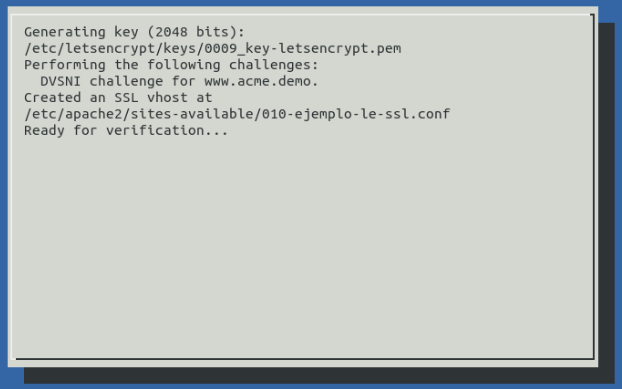 Generating key (2048 bits):
/etc/letsencrypt/keys/0009_key-letsencrypt.pem
Performing the following challenges:
  DVSNI challenge for www.acme.demo.
Created an SSL vhost at
/etc/apache2/sites-available/010-ejemplo-le-ssl.conf
Ready for verification...